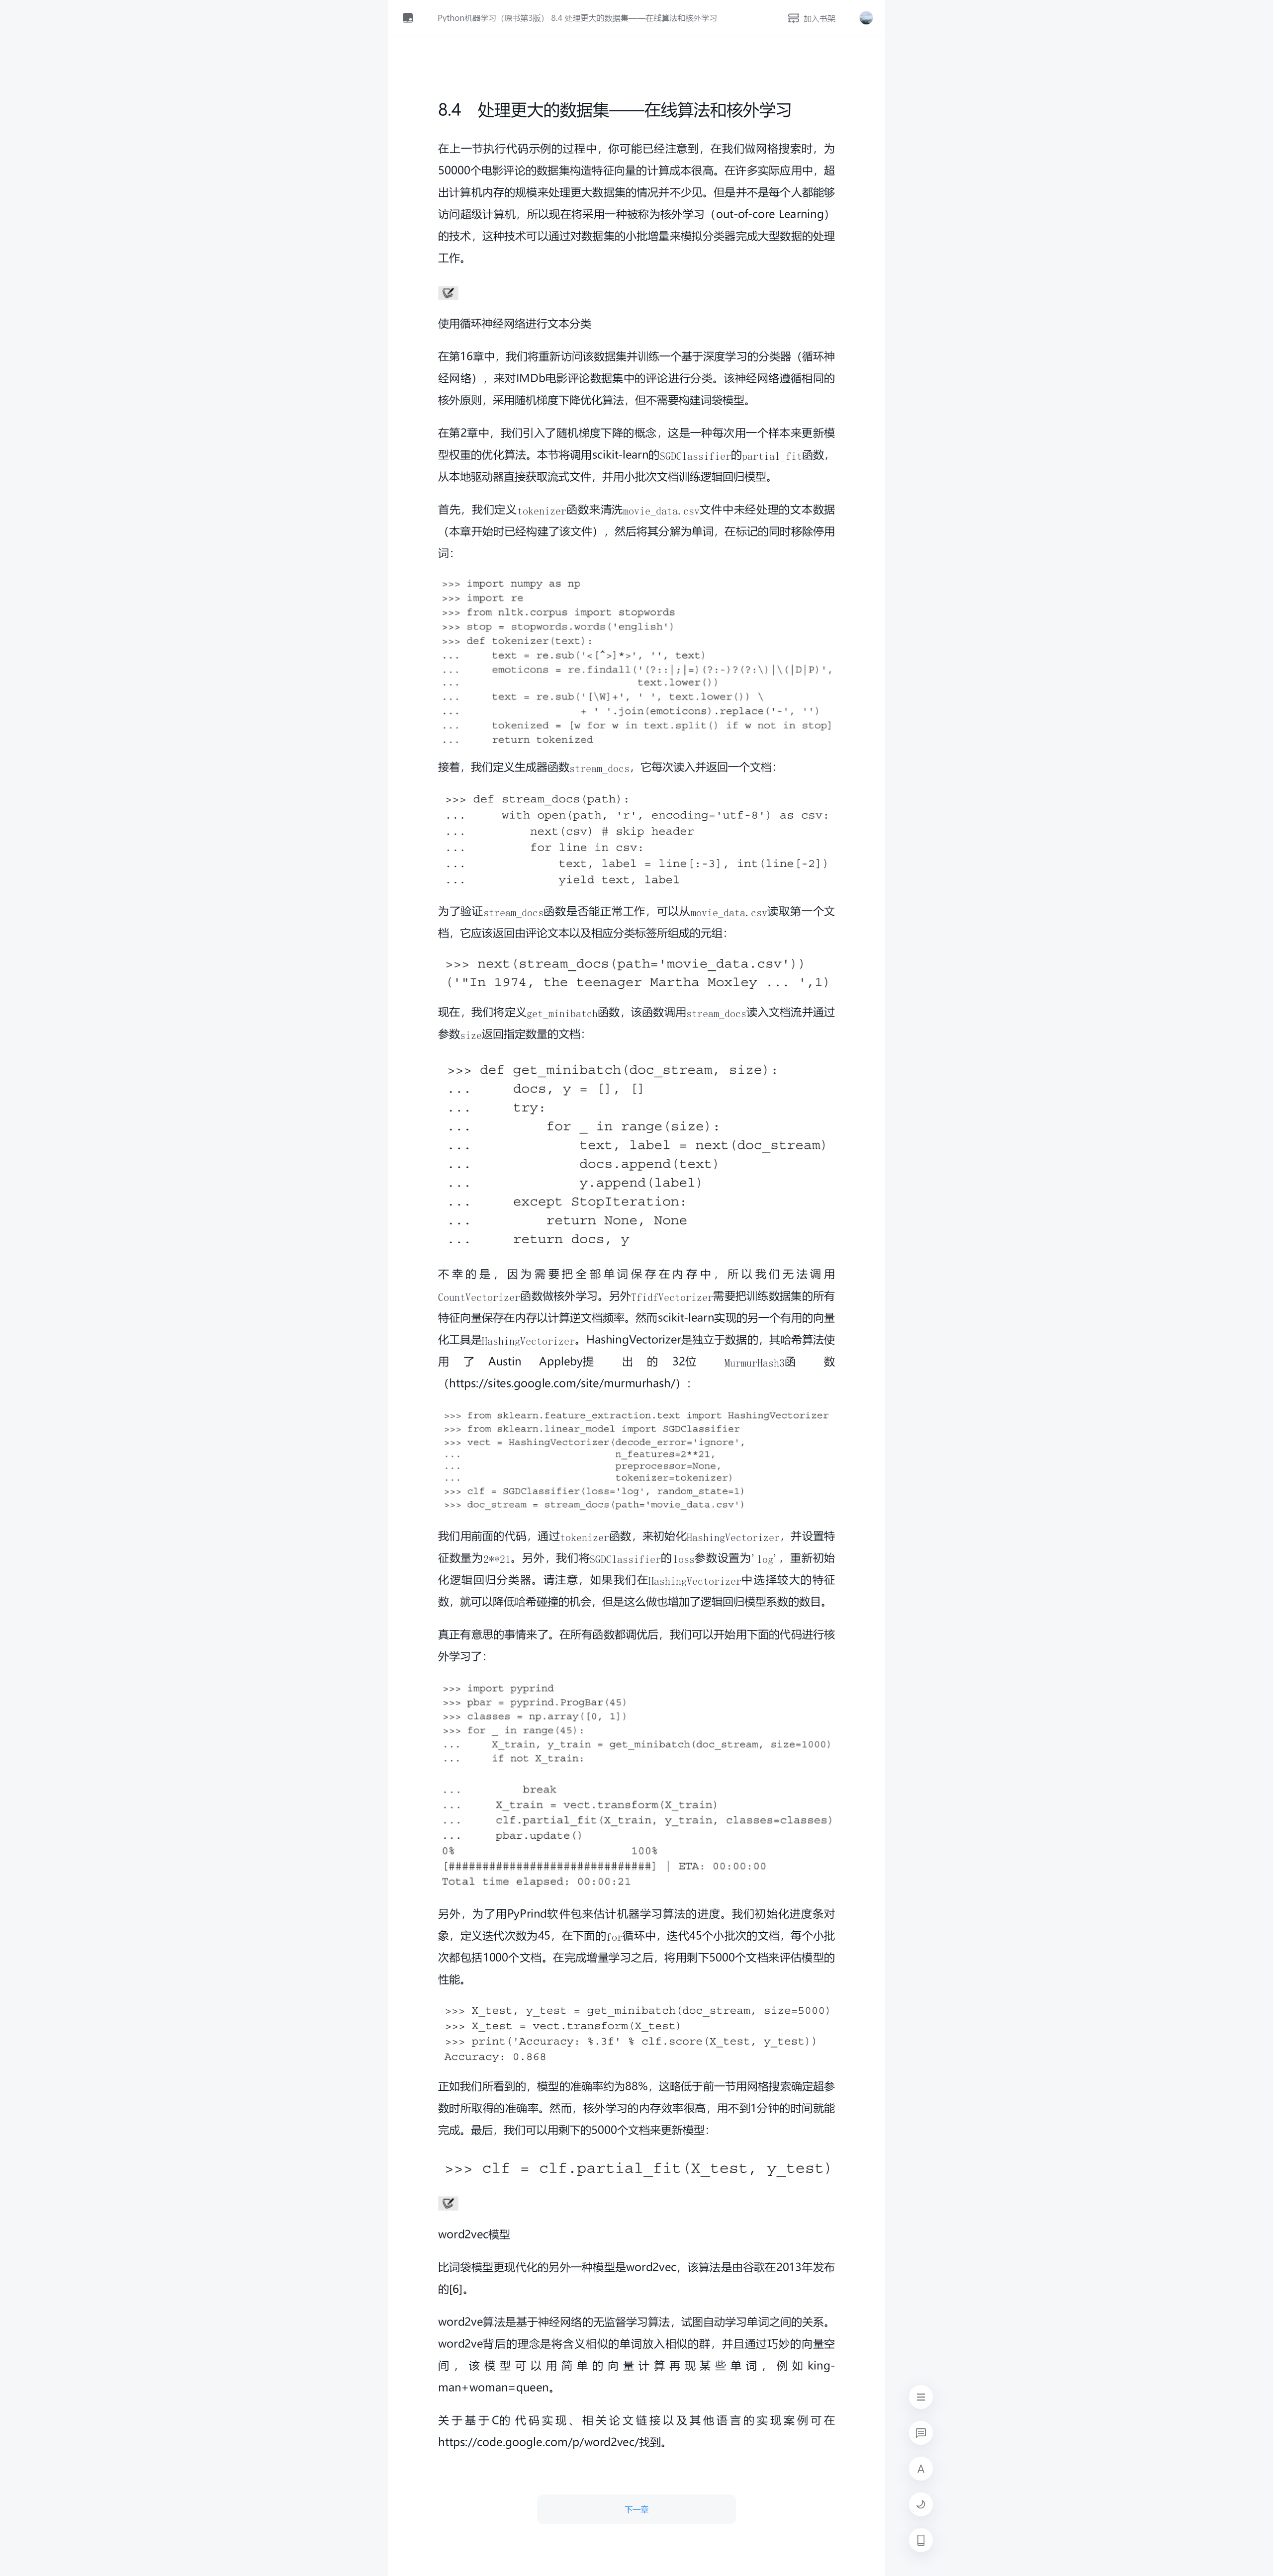 Python机器学习（原书第3版） 8.4 处理更大的数据集——在线算法和核外学习
加入书架
8.4 处理更大的数据集——在线算法和核外学习
在上一节执行代码示例的过程中，你可能已经注意到，在我们做网格搜索时，为
50000个电影评论的数据集构造特征向量的计算成本很高。在许多实际应用中，超
出计算机内存的规模来处理更大数据集的情况并不少见。但是并不是每个人都能够
访问超级计算机，所以现在将采用一种被称为核外学习（out-of-core Learning）
的技术，这种技术可以通过对数据集的小批增量来模拟分类器完成大型数据的处理
工作。
使用循环神经网络进行文本分类
在第16章中，我们将重新访问该数据集并训练一个基于深度学习的分类器（循环神
经网络），来对IMDb电影评论数据集中的评论进行分类。该神经网络遵循相同的
核外原则，采用随机梯度下降优化算法，但不需要构建词袋模型。
在第2章中，我们引入了随机梯度下降的概念，这是一种每次用一个样本来更新模
型权重的优化算法。本节将调用scikit-learn的SGDClassifier的partial_fit函数，
从本地驱动器直接获取流式文件，并用小批次文档训练逻辑回归模型。
首先，我们定义tokenizer函数来清洗movie_data.csv文件中未经处理的文本数据
（本章开始时已经构建了该文件），然后将其分解为单词，在标记的同时移除停用
词：
>>> import numpy as np
>>> import re
>>> from nltk.corpus import stopwords
>>> stop = stopwords.words('english')
>>> def tokenizer(text):
...     text = re.sub('<[^>]*>', '', text)
...     emoticons = re.findall('(?::|;|=)(?:-)?(?:\)|\(|D|P)',
...                            text.lower())
...     text = re.sub('[\W]+', ' ', text.lower()) \
...                   + ' '.join(emoticons).replace('-', '')
...     tokenized = [w for w in text.split() if w not in stop]
...     return tokenized
接着，我们定义生成器函数stream_docs，它每次读入并返回一个文档：
>>> def stream_docs(path):
...     with open(path, 'r', encoding='utf-8') as csv:
...         next(csv) # skip header
...         for line in csv:
...             text, label = line[:-3], int(line[-2])
...             yield text, label
为了验证stream_docs函数是否能正常工作，可以从movie_data.csv读取第一个文
档，它应该返回由评论文本以及相应分类标签所组成的元组：
>>> next(stream_docs(path='movie_data.csv'))
('"In 1974, the teenager Martha Moxley ... ',1)
现在，我们将定义get_minibatch函数，该函数调用stream_docs读入文档流并通过
参数size返回指定数量的文档：
>>> def get_minibatch(doc_stream, size):
...     docs, y = [], []
...     try:
...         for _ in range(size):
...             text, label = next(doc_stream)
...             docs.append(text)
...             y.append(label)
...     except StopIteration:
...         return None, None
...     return docs, y
不幸的是，因为需要把全部单词保存在内存中，所以我们无法调用
CountVectorizer函数做核外学习。另外TfidfVectorizer需要把训练数据集的所有
特征向量保存在内存以计算逆文档频率。然而scikit-learn实现的另一个有用的向量
化工具是HashingVectorizer。HashingVectorizer是独立于数据的，其哈希算法使
用了Austin Appleby提出的32位MurmurHash3函数
（https://sites.google.com/site/murmurhash/）：
>>> from sklearn.feature_extraction.text import HashingVectorizer
>>> from sklearn.linear_model import SGDClassifier
>>> vect = HashingVectorizer(decode_error='ignore',
...                          n_features=2**21,
...                          preprocessor=None,
...                          tokenizer=tokenizer)
>>> clf = SGDClassifier(loss='log', random_state=1)
>>> doc_stream = stream_docs(path='movie_data.csv')
我们用前面的代码，通过tokenizer函数，来初始化HashingVectorizer，并设置特
征数量为2**21。另外，我们将SGDClassifier的loss参数设置为'log'，重新初始
化逻辑回归分类器。请注意，如果我们在HashingVectorizer中选择较大的特征
数，就可以降低哈希碰撞的机会，但是这么做也增加了逻辑回归模型系数的数目。
真正有意思的事情来了。在所有函数都调优后，我们可以开始用下面的代码进行核
外学习了：
>>> import pyprind
>>> pbar = pyprind.ProgBar(45)
>>> classes = np.array([0, 1])
>>> for _ in range(45):
...     X_train, y_train = get_minibatch(doc_stream, size=1000)
...     if not X_train:
...         break
...     X_train = vect.transform(X_train)
...     clf.partial_fit(X_train, y_train, classes=classes)
...     pbar.update()
0%                          100%
[##############################] | ETA: 00:00:00
Total time elapsed: 00:00:21
另外，为了用PyPrind软件包来估计机器学习算法的进度。我们初始化进度条对
象，定义迭代次数为45，在下面的for循环中，迭代45个小批次的文档，每个小批
次都包括1000个文档。在完成增量学习之后，将用剩下5000个文档来评估模型的
性能。
>>> X_test, y_test = get_minibatch(doc_stream, size=5000)
>>> X_test = vect.transform(X_test)
>>> print('Accuracy: %.3f' % clf.score(X_test, y_test))
Accuracy: 0.868
正如我们所看到的，模型的准确率约为88%，这略低于前一节用网格搜索确定超参
数时所取得的准确率。然而，核外学习的内存效率很高，用不到1分钟的时间就能
完成。最后，我们可以用剩下的5000个文档来更新模型：
>>> clf = clf.partial_fit(X_test, y_test)
word2vec模型
比词袋模型更现代化的另外一种模型是word2vec，该算法是由谷歌在2013年发布
的[6]。
word2ve算法是基于神经网络的无监督学习算法，试图自动学习单词之间的关系。
word2ve背后的理念是将含义相似的单词放入相似的群，并且通过巧妙的向量空
间，该模型可以用简单的向量计算再现某些单词，例如king-
man+woman=queen。
关于基于C的代码实现、相关论文链接以及其他语言的实现案例可在
https://code.google.com/p/word2vec/找到。
下一章
A